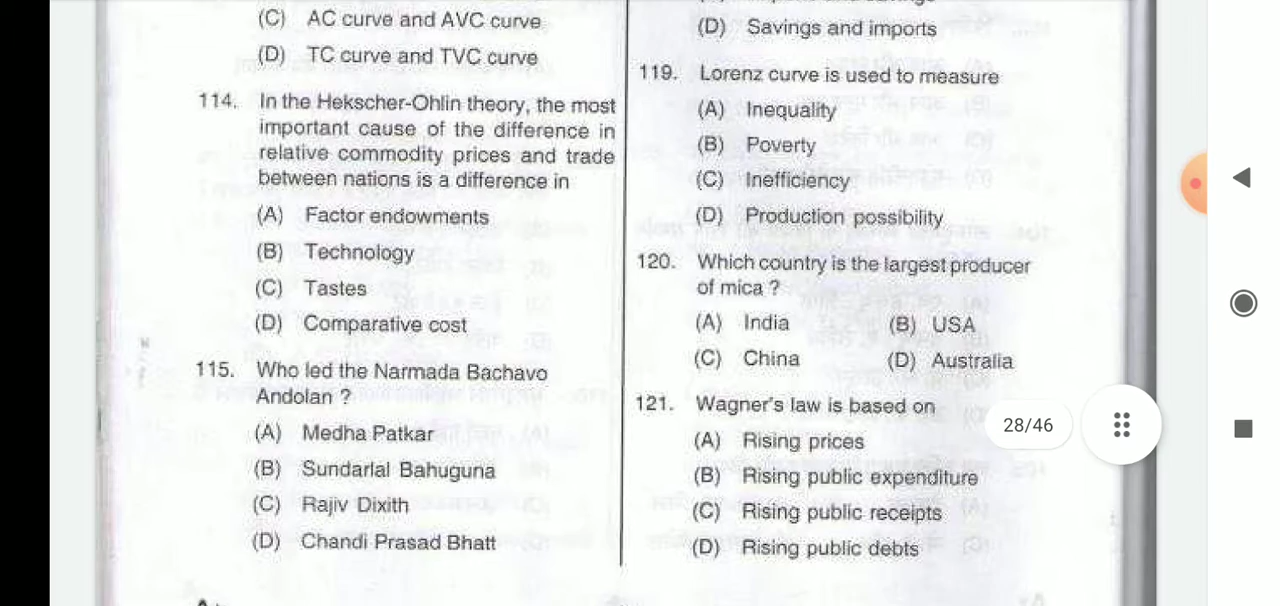 (C) AC curve and AVC curve
(D) TC curve and TVC curve
114. In the Hekscher-Ohlin theory, the most
important cause of the difference in
relative commodity prices and trade
between nations is a difference in
(A) Factor endowments
(B) Technology
(C) Tastes
(D) Comparative cost
115. Who led the Narmada Bachavo
Andolan ?
(A) Medha Patkar
(B) Sundarlal Bahuguna
(C) Rajiv Dixith
(D) Chandi Prasad Bhatt
(D) Savings and imports
119. Lorenz curve is used to measure
(A) Inequality
(B) Poverty
(C) Inefficiency
(D) Production possibility
120. Which country is the largest producer
of mica ?
(A) India (B) USA
(C) China (D) Australia
121. Wagner's law is based on
(A) Rising prices
(B) Rising public expenditure
(C) Rising public receipts
(D) Rising public debts
28/46